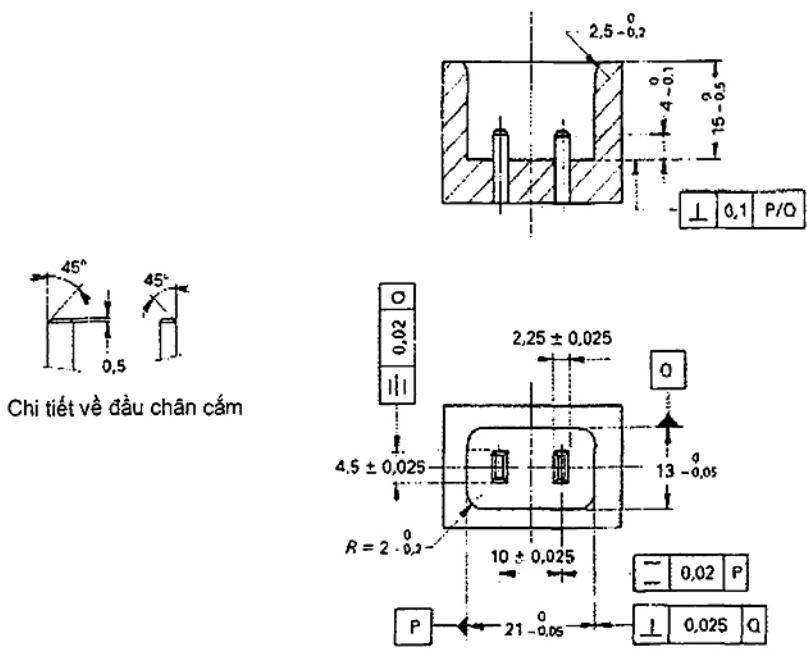 2,5 0 -0,2
4 0 -0,1
15 0 -0,5
⊥ 0,1 P/Q
45°
45°
0,5
Chi tiết về đầu chân cắm
Q
0,02
2,25 ± 0,025
Q
4,5 ± 0,025
13 0 -0,05
R = 2 0 -0,2
10 ± 0,025
0,02 P
P
21 0 -0,05
⊥ 0,025 Q